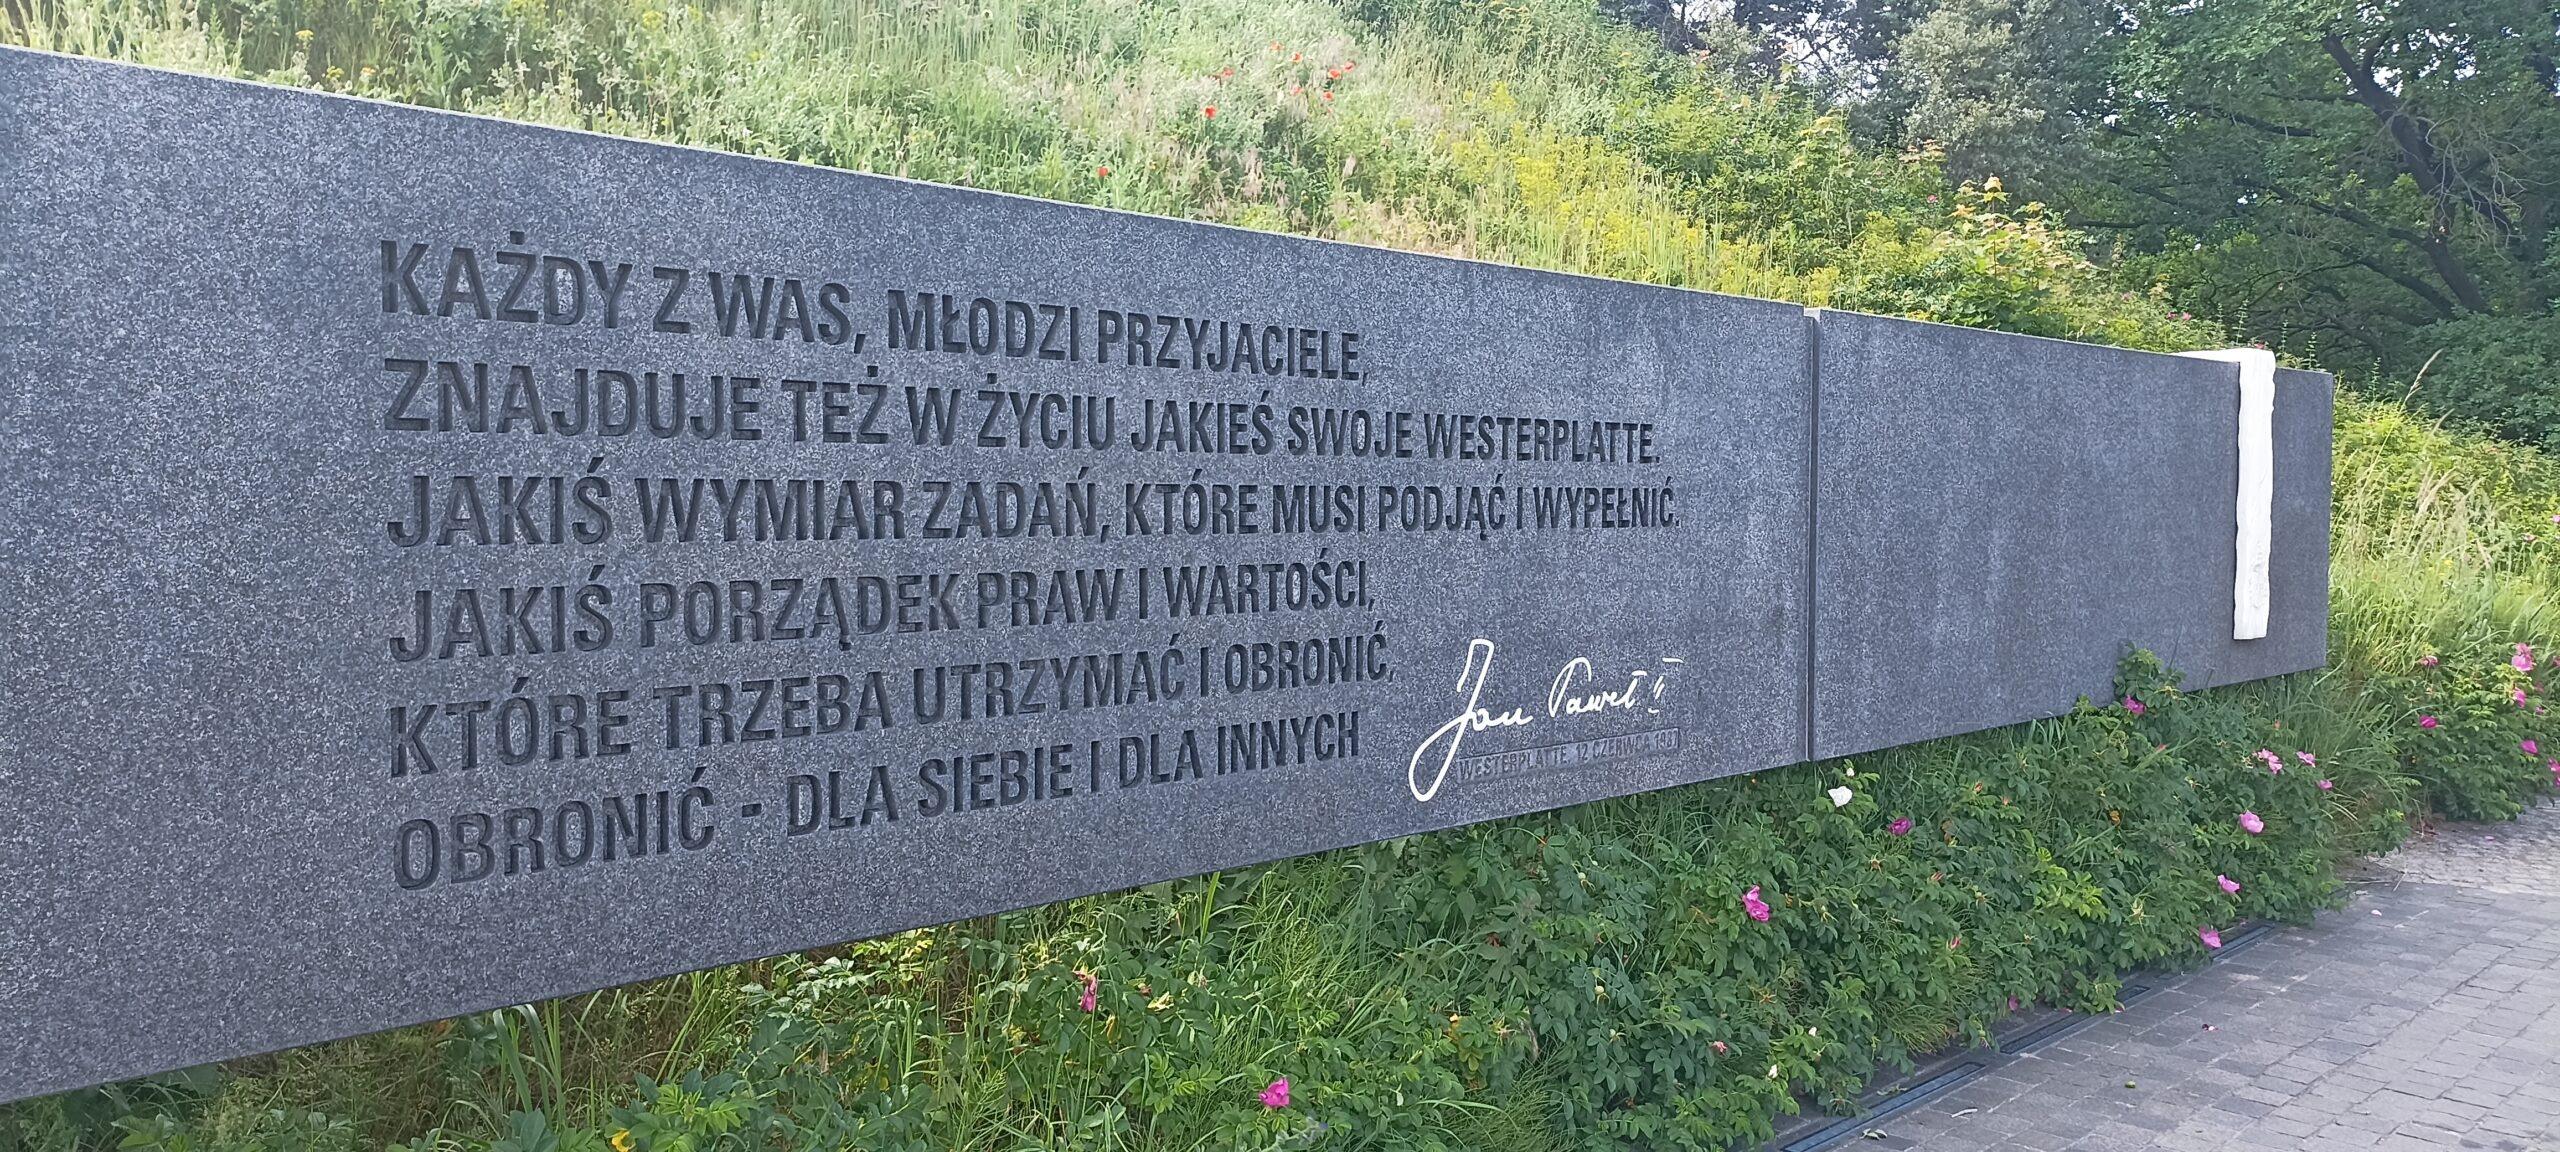 KAŻDY Z WAS, MŁODZI PRZYJACIELE,
ZNAJDUJE TEŻ W ŻYCIU JAKIEŚ SWOJE WESTERPLATTE.
JAKIŚ WYMIAR ZADAŃ, KTÓRE MUSI PODJĄĆ I WYPEŁNIĆ.
JAKIŚ PORZĄDEK PRAW I WARTOŚCI,
KTÓRE TRZEBA UTRZYMAĆ I OBRONIĆ,
OBRONIĆ - DLA SIEBIE I DLA INNYCH
Jan Paweł II
WESTERPLATTE, 12 CZERWCA 1987